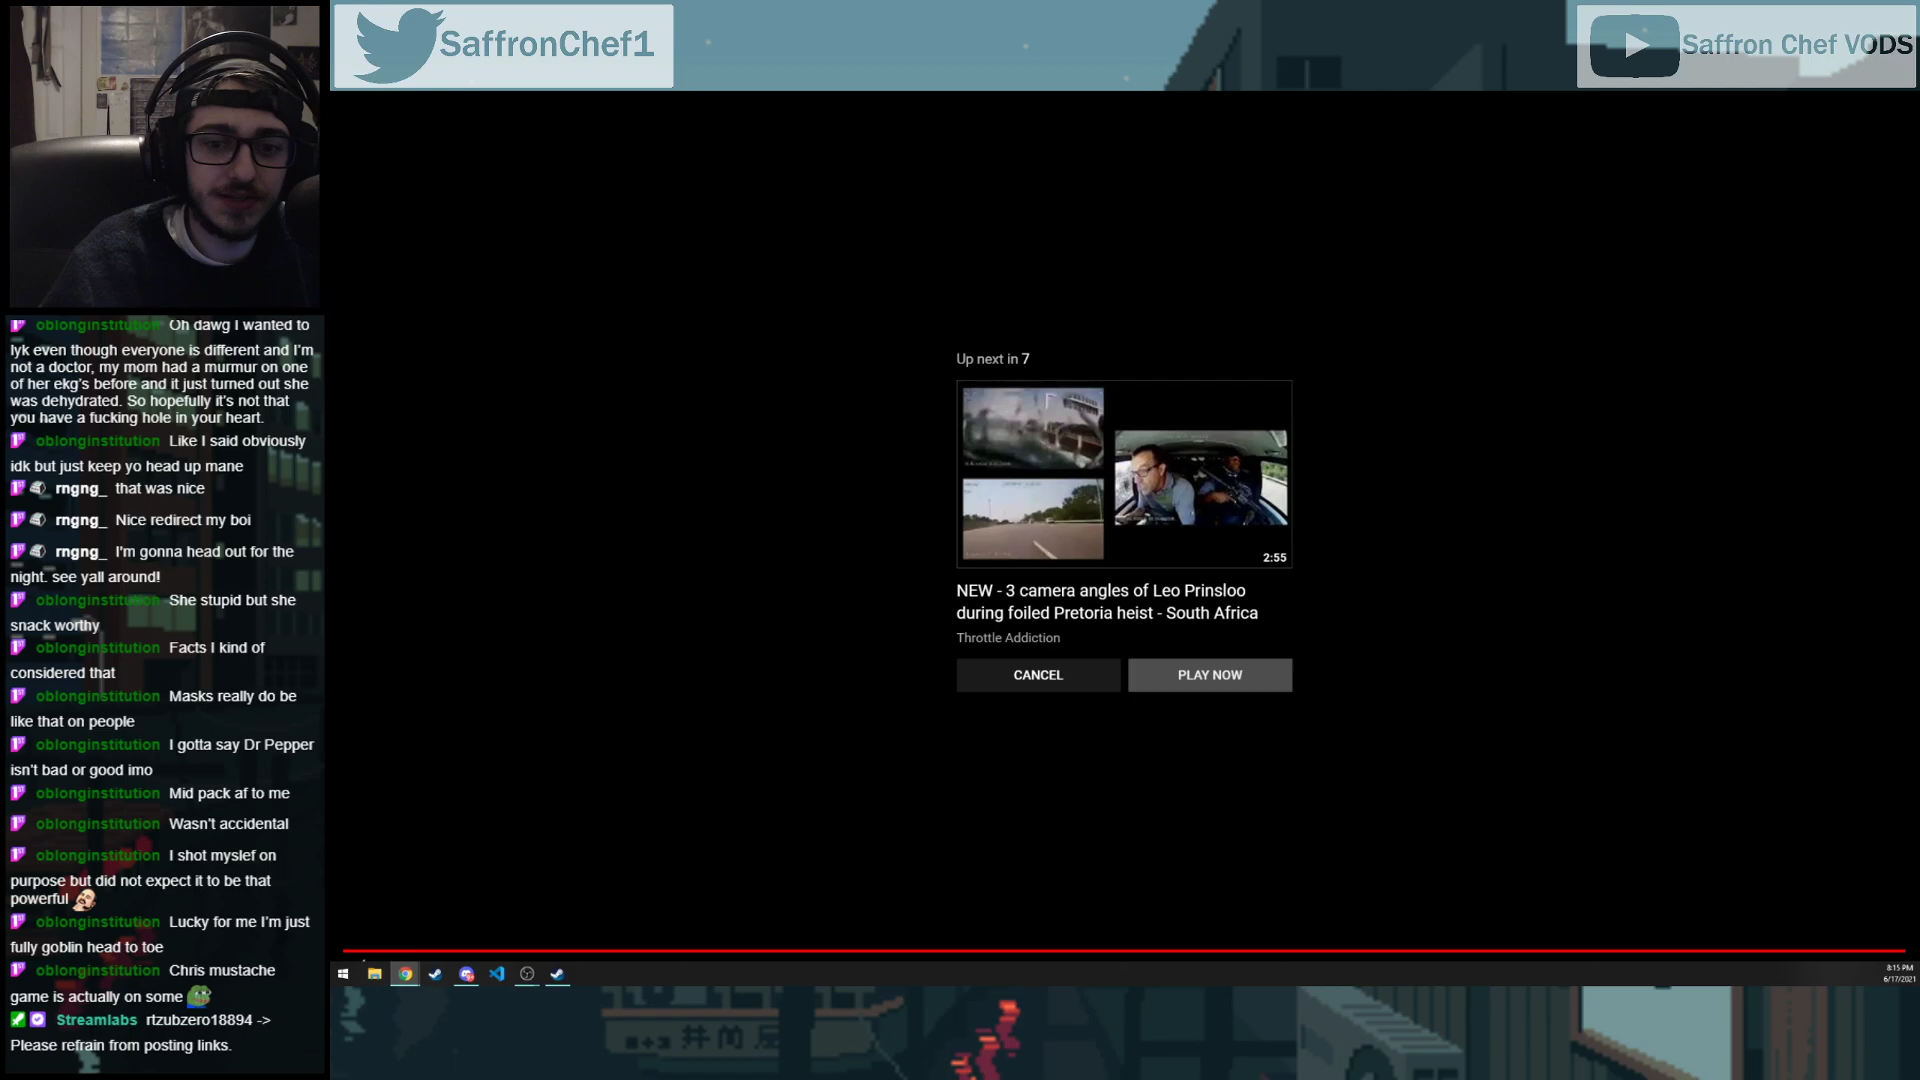 SaffronChef1
Saffron Chef VODS
oblonginstitution Oh dawg I wanted to
lyk even though everyone is different and I'm
not a doctor, my mom had a murmur on one
of her ekg's before and it just turned out she
was dehydrated. So hopefully it's not that
you have a fucking hole in your heart.
oblonginstitution Like I said obviously
idk but just keep yo head up mane
rngng_ that was nice
rngng_ Nice redirect my boi
rngng_ I'm gonna head out for the
night. see yall around!
oblonginstitution She stupid but she
snack worthy
oblonginstitution Facts I kind of
considered that
oblonginstitution Masks really do be
like that on people
oblonginstitution I gotta say Dr Pepper
isn't bad or good imo
oblonginstitution Mid pack af to me
oblonginstitution Wasn't accidental
oblonginstitution I shot myslef on
purpose but did not expect it to be that
powerful
oblonginstitution Lucky for me I'm just
fully goblin head to toe
oblonginstitution Chris mustache
game is actually on some
Streamlabs rtzubzero18894 ->
Please refrain from posting links.
Up next in 7
2:55
NEW - 3 camera angles of Leo Prinsloo
during foiled Pretoria heist - South Africa
Throttle Addiction
CANCEL
PLAY NOW
8:15 PM
6/17/2021